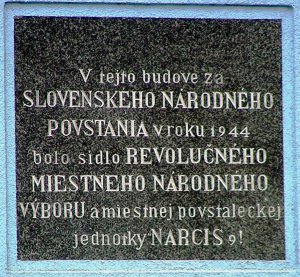 V tejto budove za
SLOVENSKÉHO NÁRODNÉHO
POVSTANIA v roku 1944
bolo sídlo REVOLUČNÉHO
MIESTNEHO NÁRODNÉHO
VÝBORU a miestnej povstaleckej
jednotky NARCIS 9!